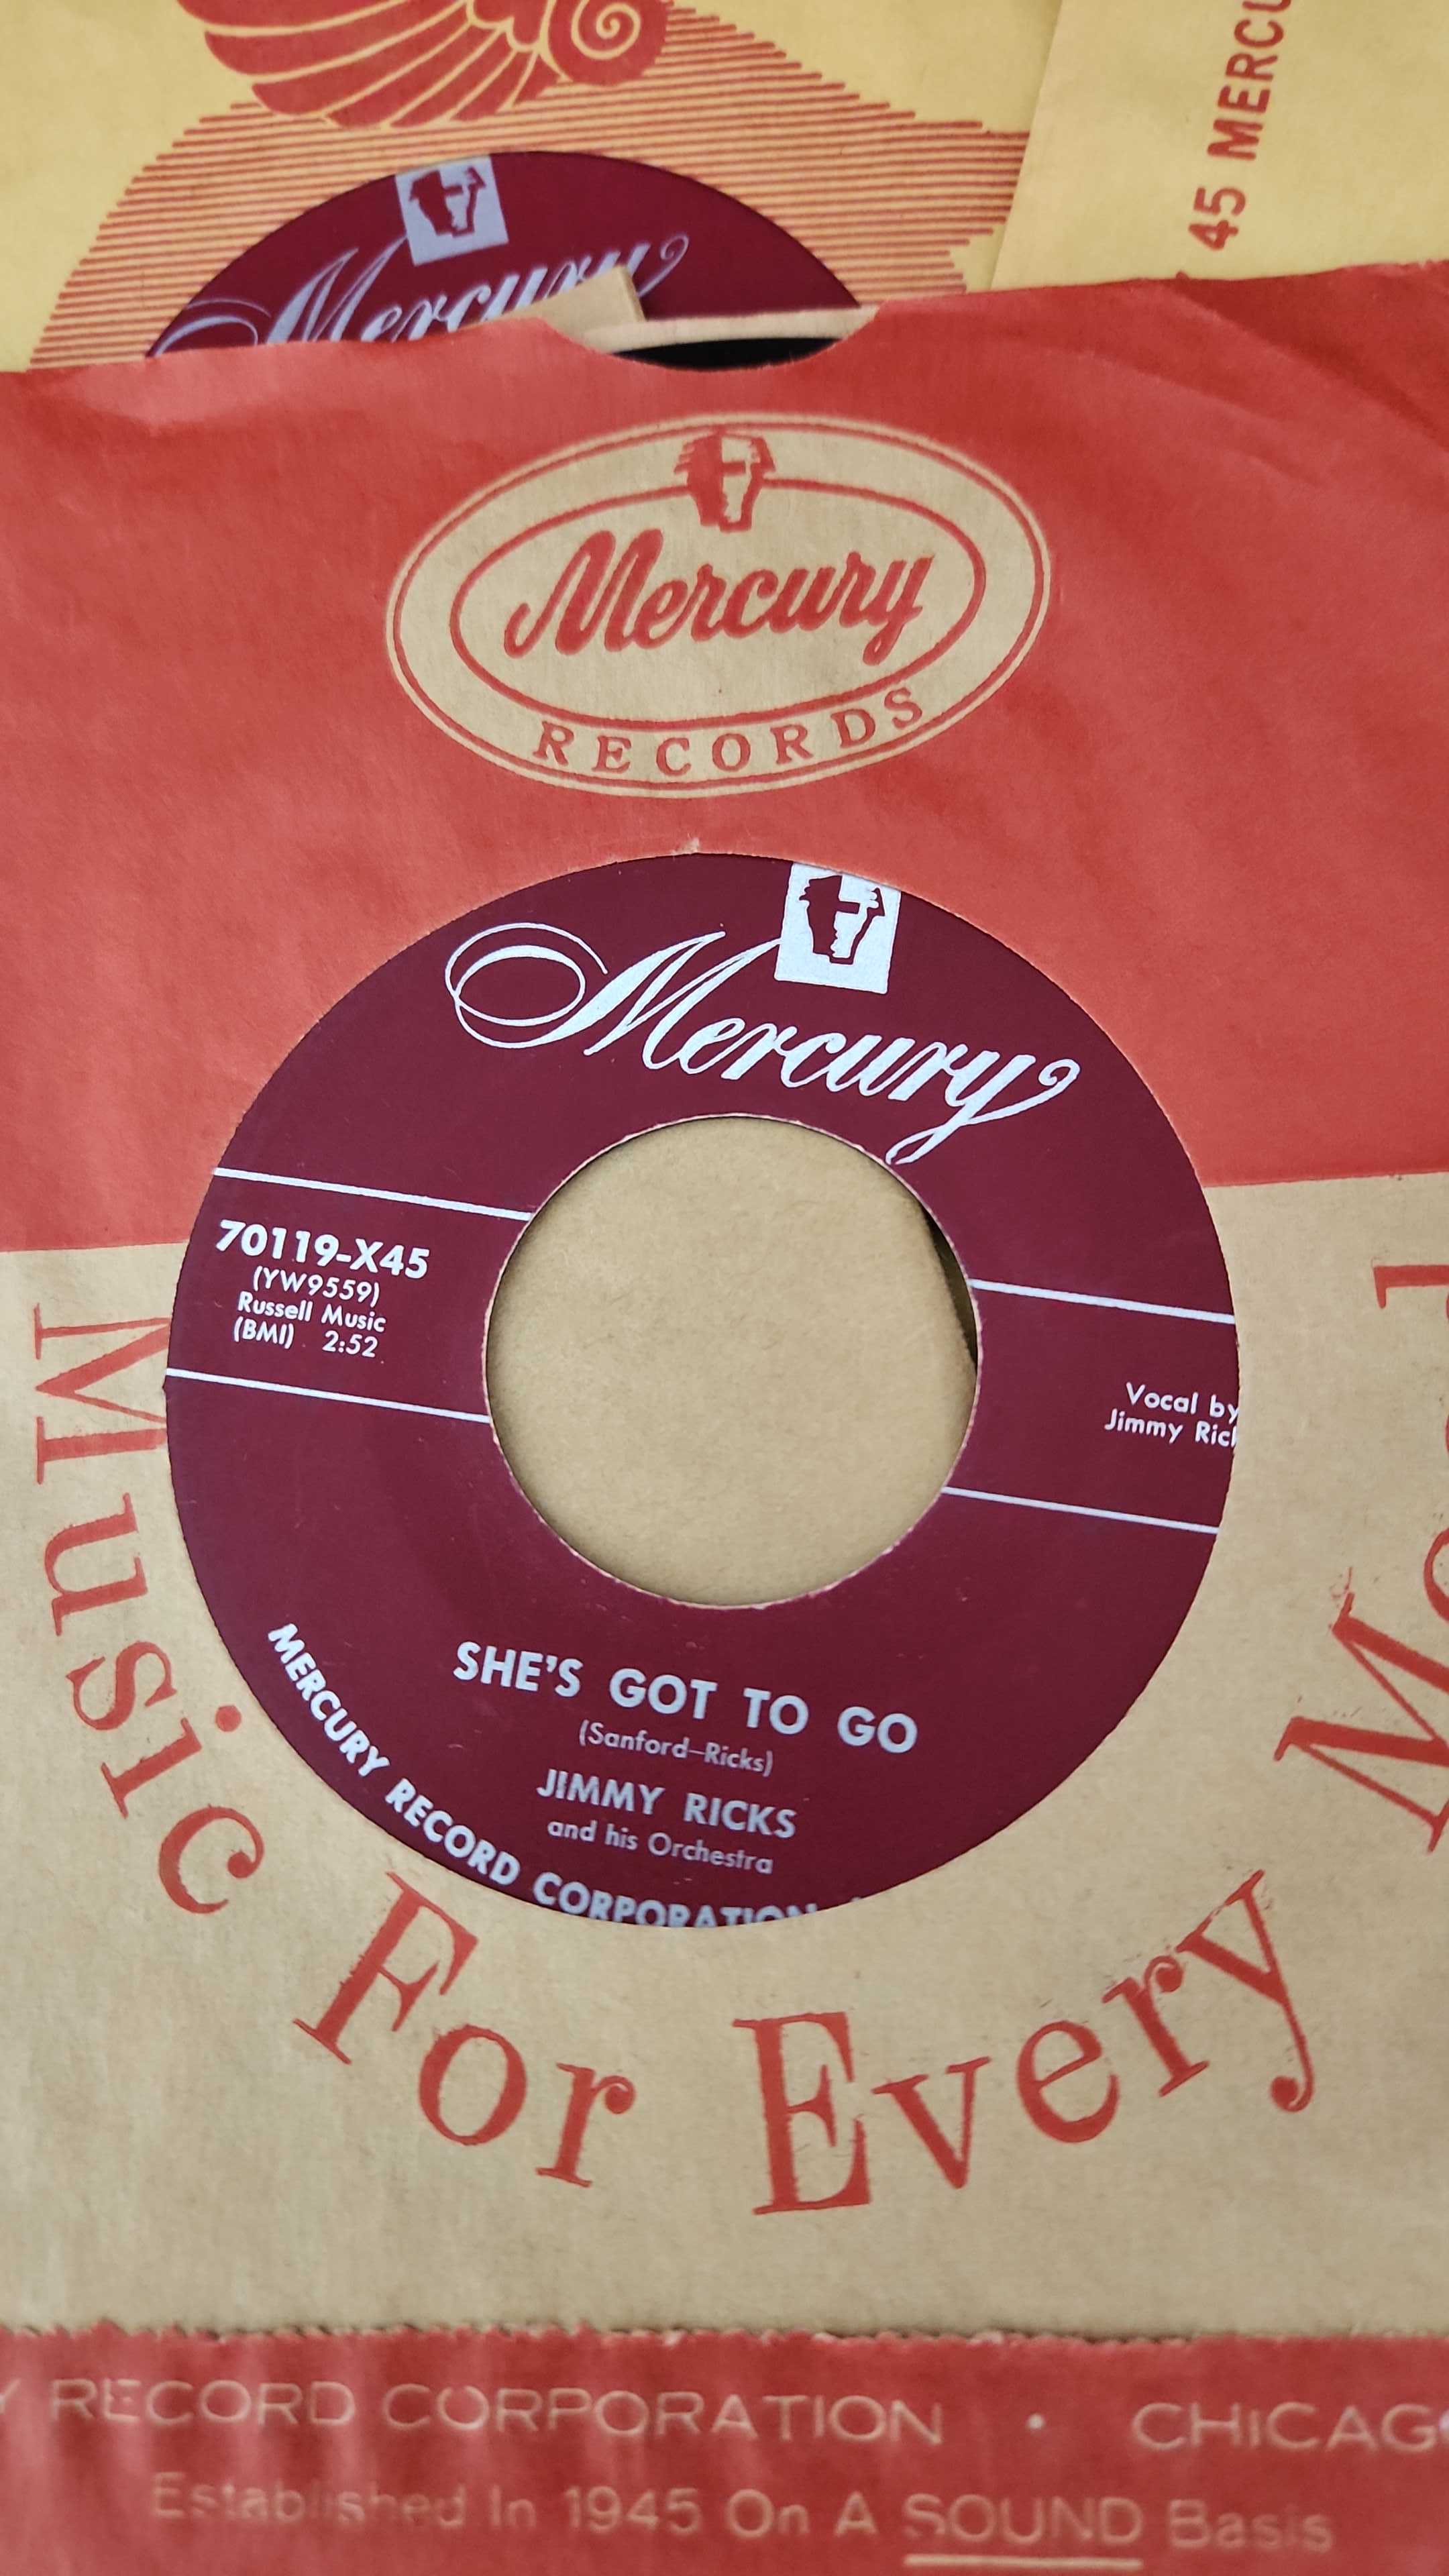 45 MERCU
Mercury
Mercury
RECORDS
Mercury
70119-X45
(YW9559)
Russell Music
(BMI) 2:52
Vocal by
Jimmy Rick
SHE'S GOT TO GO
(Sanford-Ricks)
JIMMY RICKS
and his Orchestra
MERCURY RECORD CORPORATION
Music For Every
Y RECORD CORPORATION • CHICAG
Established In 1945 On A SOUND Basis